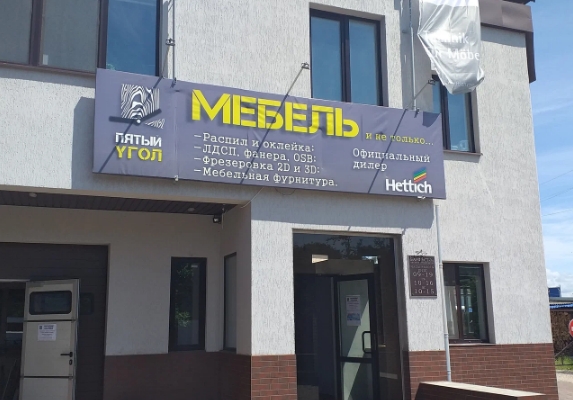 ПЯТЫЙ
УГОЛ
МЕБЕЛЬ
и не только...
—Распил и оклейка:
—ЛДСП, фанера, OSB:
—Фрезеровка 2D и 3D:
—Мебельная фурнитура.
Официальный
дилер
Hettich